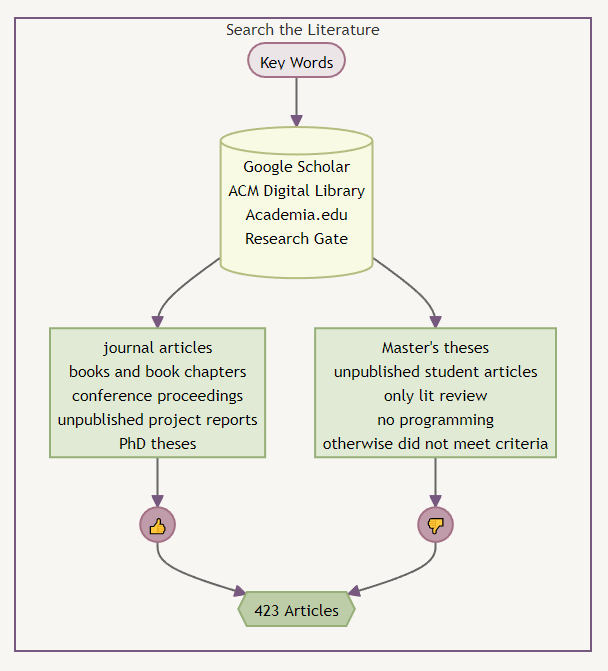 Search the Literature
Key Words
Google Scholar
ACM Digital Library
Academia.edu
Research Gate
journal articles
books and book chapters
conference proceedings
unpublished project reports
PhD theses
Master's theses
unpublished student articles
only lit review
no programming
otherwise did not meet criteria
423 Articles